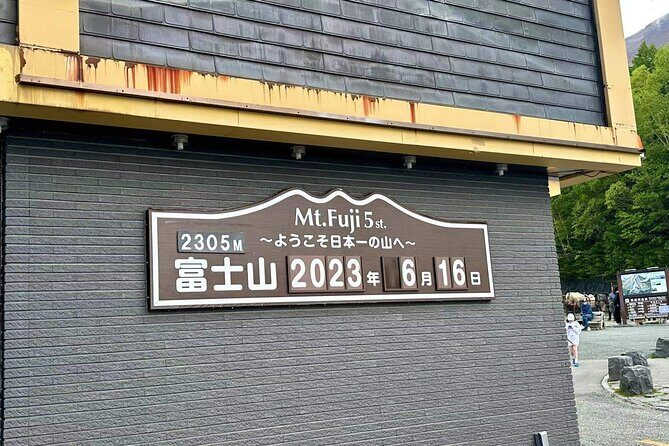 Mt.Fuji 5st.
2305M ～ようこそ日本一の山へ～
富士山 2023年 6月16日